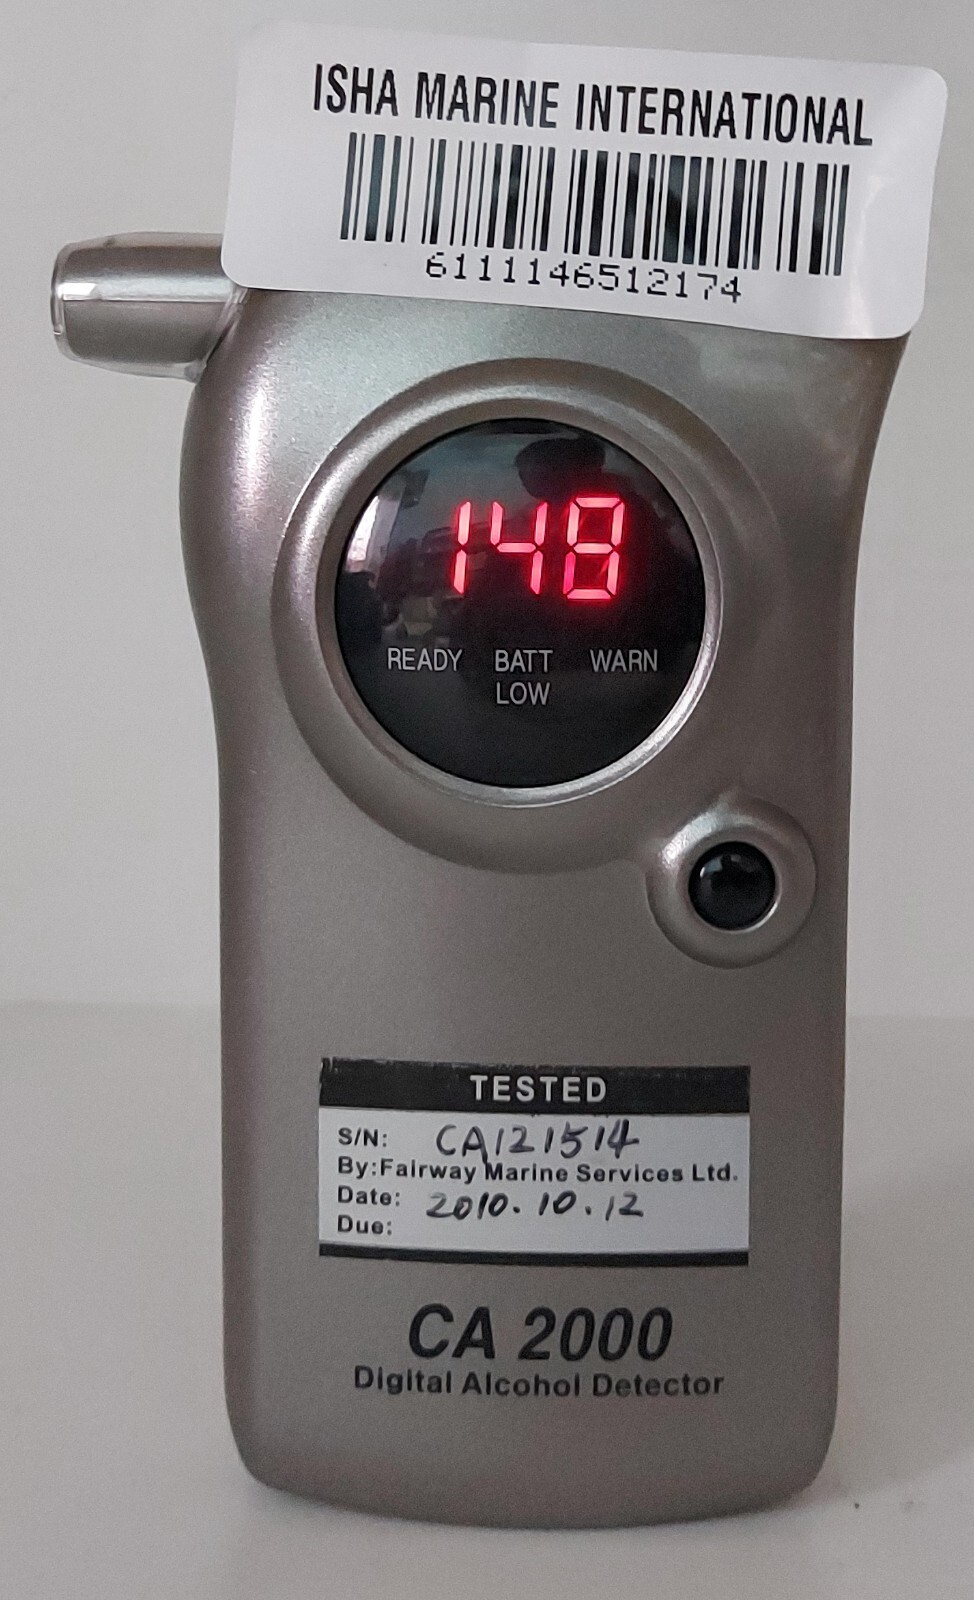 ISHA MARINE INTERNATIONAL
6111146512174
148
READY BATT WARN
LOW
TESTED
S/N: CA121514
By:Fairway Marine Services Ltd.
Date: 2010.10.12
Due:
CA 2000
Digital Alcohol Detector